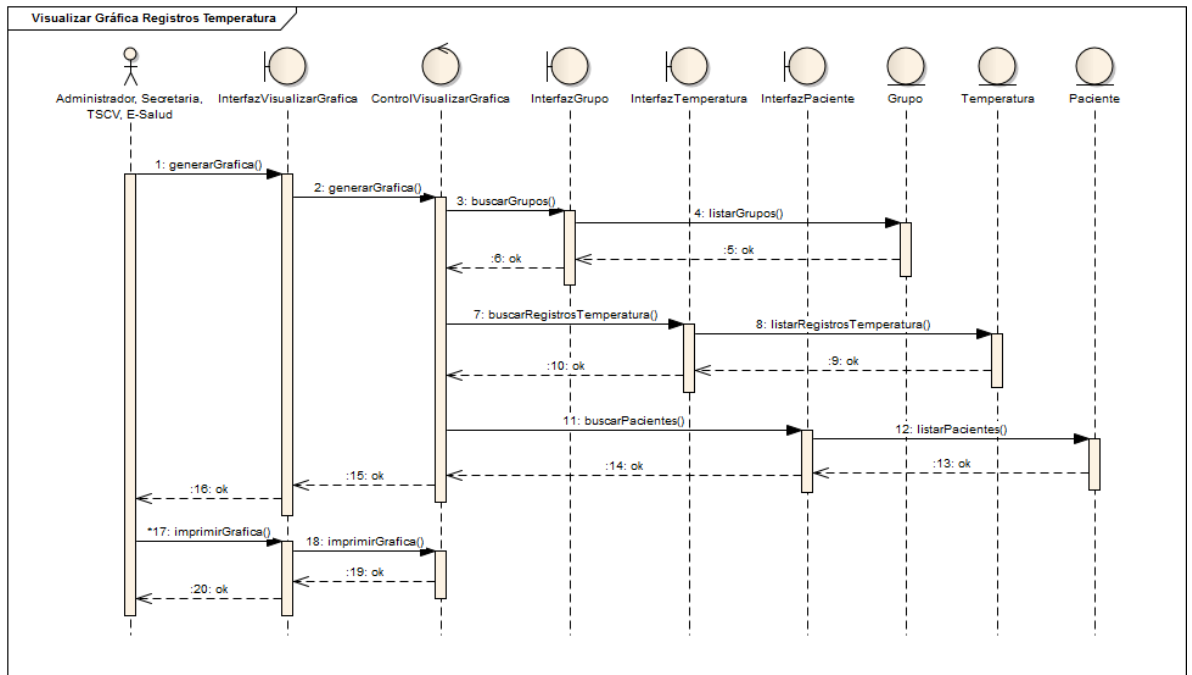 Visualizar Gráfica Registros Temperatura
Administrador, Secretaria,
TSCV, E-Salud
InterfazVisualizarGrafica
ControlVisualizarGrafica
InterfazGrupo
InterfazTemperatura
InterfazPaciente
Grupo
Temperatura
Paciente
1: generarGrafica()
2: generarGrafica()
3: buscarGrupos()
4: listarGrupos()
:5: ok
:6: ok
7: buscarRegistrosTemperatura()
8: listarRegistrosTemperatura()
:9: ok
:10: ok
11: buscarPacientes()
12: listarPacientes()
:13: ok
:14: ok
:15: ok
:16: ok
*17: imprimirGrafica()
18: imprimirGrafica()
:19: ok
:20: ok